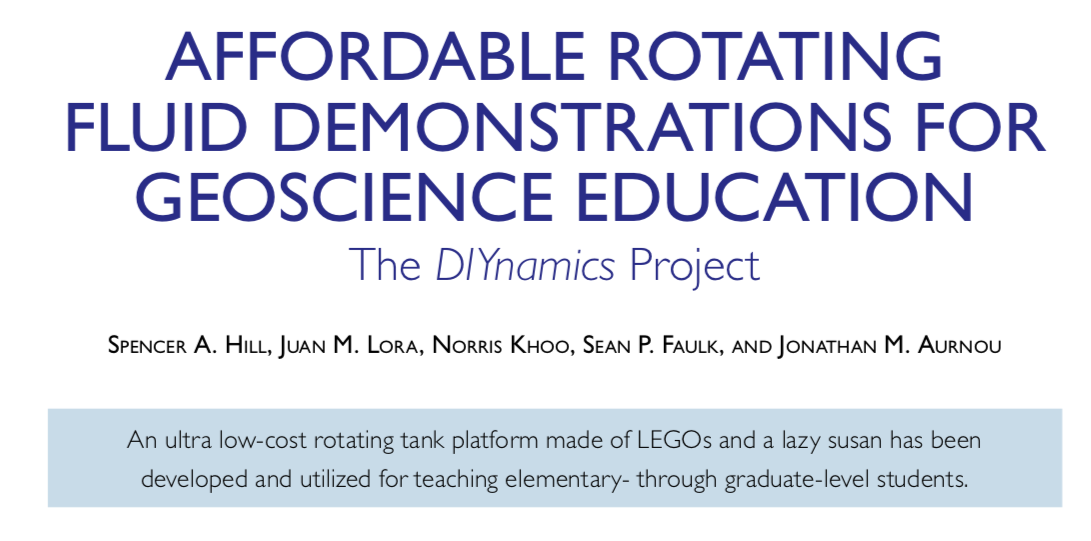 AFFORDABLE ROTATING
FLUID DEMONSTRATIONS FOR
GEOSCIENCE EDUCATION
The DIYnamics Project
Spencer A. Hill, Juan M. Lora, Norris Khoo, Sean P. Faulk, and Jonathan M. Aurnou
An ultra low-cost rotating tank platform made of LEGOs and a lazy susan has been
developed and utilized for teaching elementary- through graduate-level students.